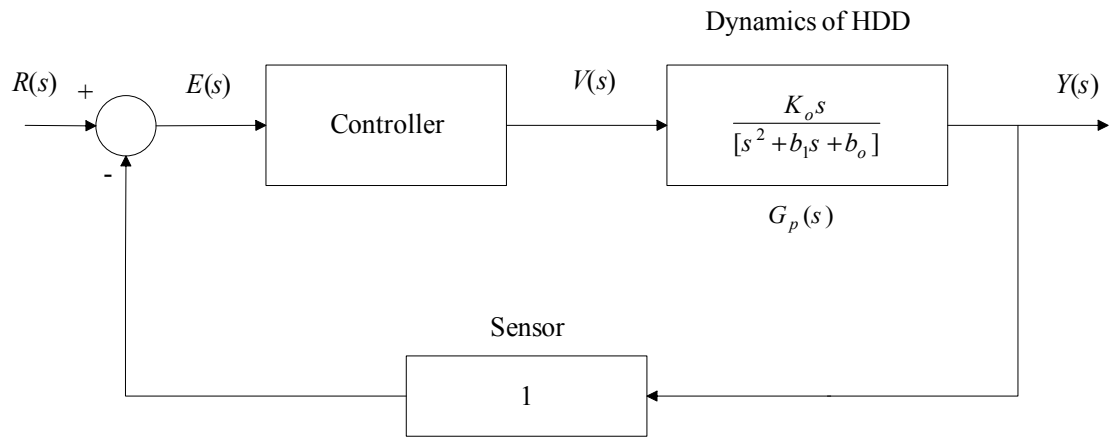 Dynamics of HDD
R(s)
+
E(s)
Controller
V(s)
K_o s
[s^2 + b_1 s + b_o]
Y(s)
-
G_p(s)
Sensor
1